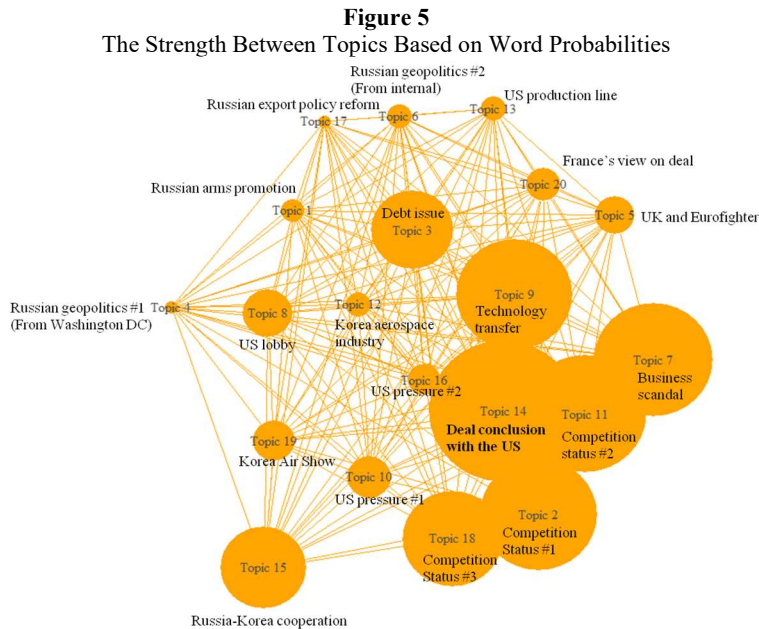 Figure 5
The Strength Between Topics Based on Word Probabilities
Russian geopolitics #2
(From internal)
Topic 6
US production line
Topic 13
Russian export policy reform
Topic 17
France's view on deal
Topic 20
Russian arms promotion
Topic 1
Debt issue
Topic 3
Topic 5
UK and Eurofighter
Russian geopolitics #1
(From Washington DC)
Topic 4
Topic 8
US lobby
Topic 12
Korea aerospace
industry
Topic 9
Technology
transfer
Topic 7
Business
scandal
Topic 16
US pressure #2
Topic 14
Deal conclusion
with the US
Topic 11
Competition
status #2
Topic 19
Korea Air Show
Topic 10
US pressure #1
Topic 2
Competition
Status #1
Topic 18
Competition
Status #3
Topic 15
Russia-Korea cooperation